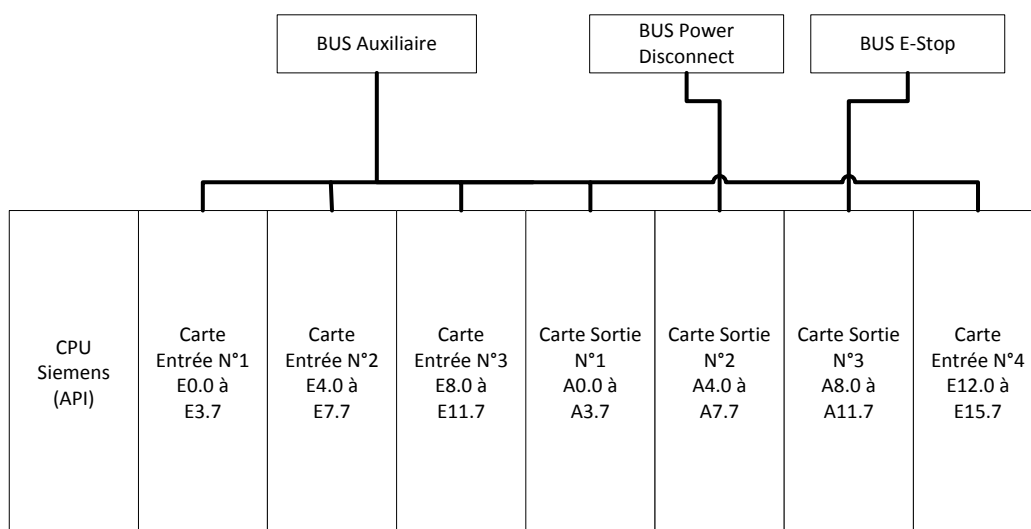 BUS Auxiliaire
BUS Power
Disconnect
BUS E-Stop
CPU
Siemens
(API)
Carte
Entrée N°1
E0.0 à
E3.7
Carte
Entrée N°2
E4.0 à
E7.7
Carte
Entrée N°3
E8.0 à
E11.7
Carte Sortie
N°1
A0.0 à
A3.7
Carte Sortie
N°2
A4.0 à
A7.7
Carte Sortie
N°3
A8.0 à
A11.7
Carte
Entrée N°4
E12.0 à
E15.7